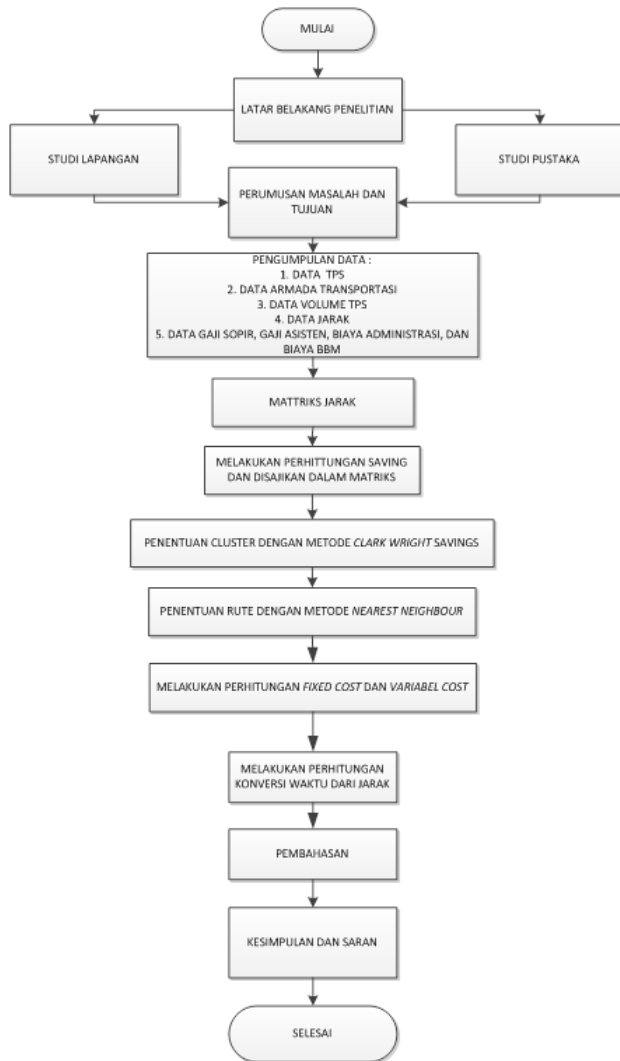 MULAI
LATAR BELAKANG PENELITIAN
STUDI LAPANGAN
STUDI PUSTAKA
PERUMUSAN MASALAH DAN
TUJUAN
PENGUMPULAN DATA :
1. DATA TPS
2. DATA ARMADA TRANSPORTASI
3. DATA VOLUME TPS
4. DATA JARAK
5. DATA GAJI SOPIR, GAJI ASISTEN, BIAYA ADMINISTRASI, DAN
BIAYA BBM
MATTRIKS JARAK
MELAKUKAN PERHITTUNGAN SAVING
DAN DISAJIKAN DALAM MATRIKS
PENENTUAN CLUSTER DENGAN METODE CLARK WRIGHT SAVINGS
PENENTUAN RUTE DENGAN METODE NEAREST NEIGHBOUR
MELAKUKAN PERHITUNGAN FIXED COST DAN VARIABEL COST
MELAKUKAN PERHITUNGAN
KONVERSI WAKTU DARI JARAK
PEMBAHASAN
KESIMPULAN DAN SARAN
SELESAI